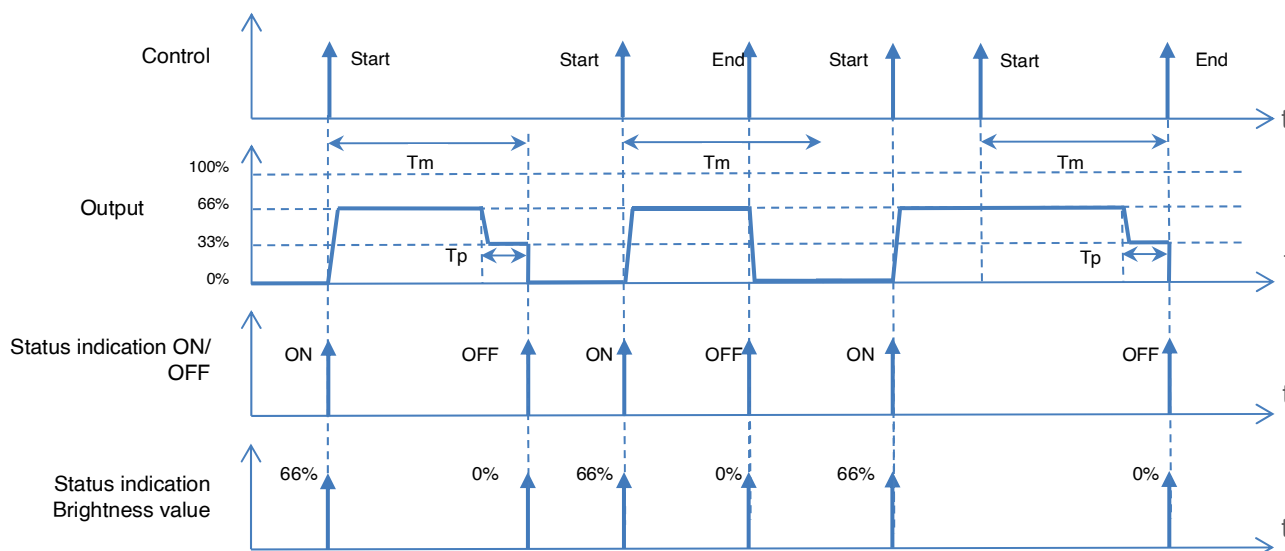 Control
Start
Start
End
Start
Start
End
t
Output
100%
66%
33%
0%
Tm
Tm
Tm
Tp
Tp
Status indication ON/
OFF
ON
OFF
ON
OFF
ON
OFF
t
Status indication
Brightness value
66%
0%
66%
0%
66%
0%
t